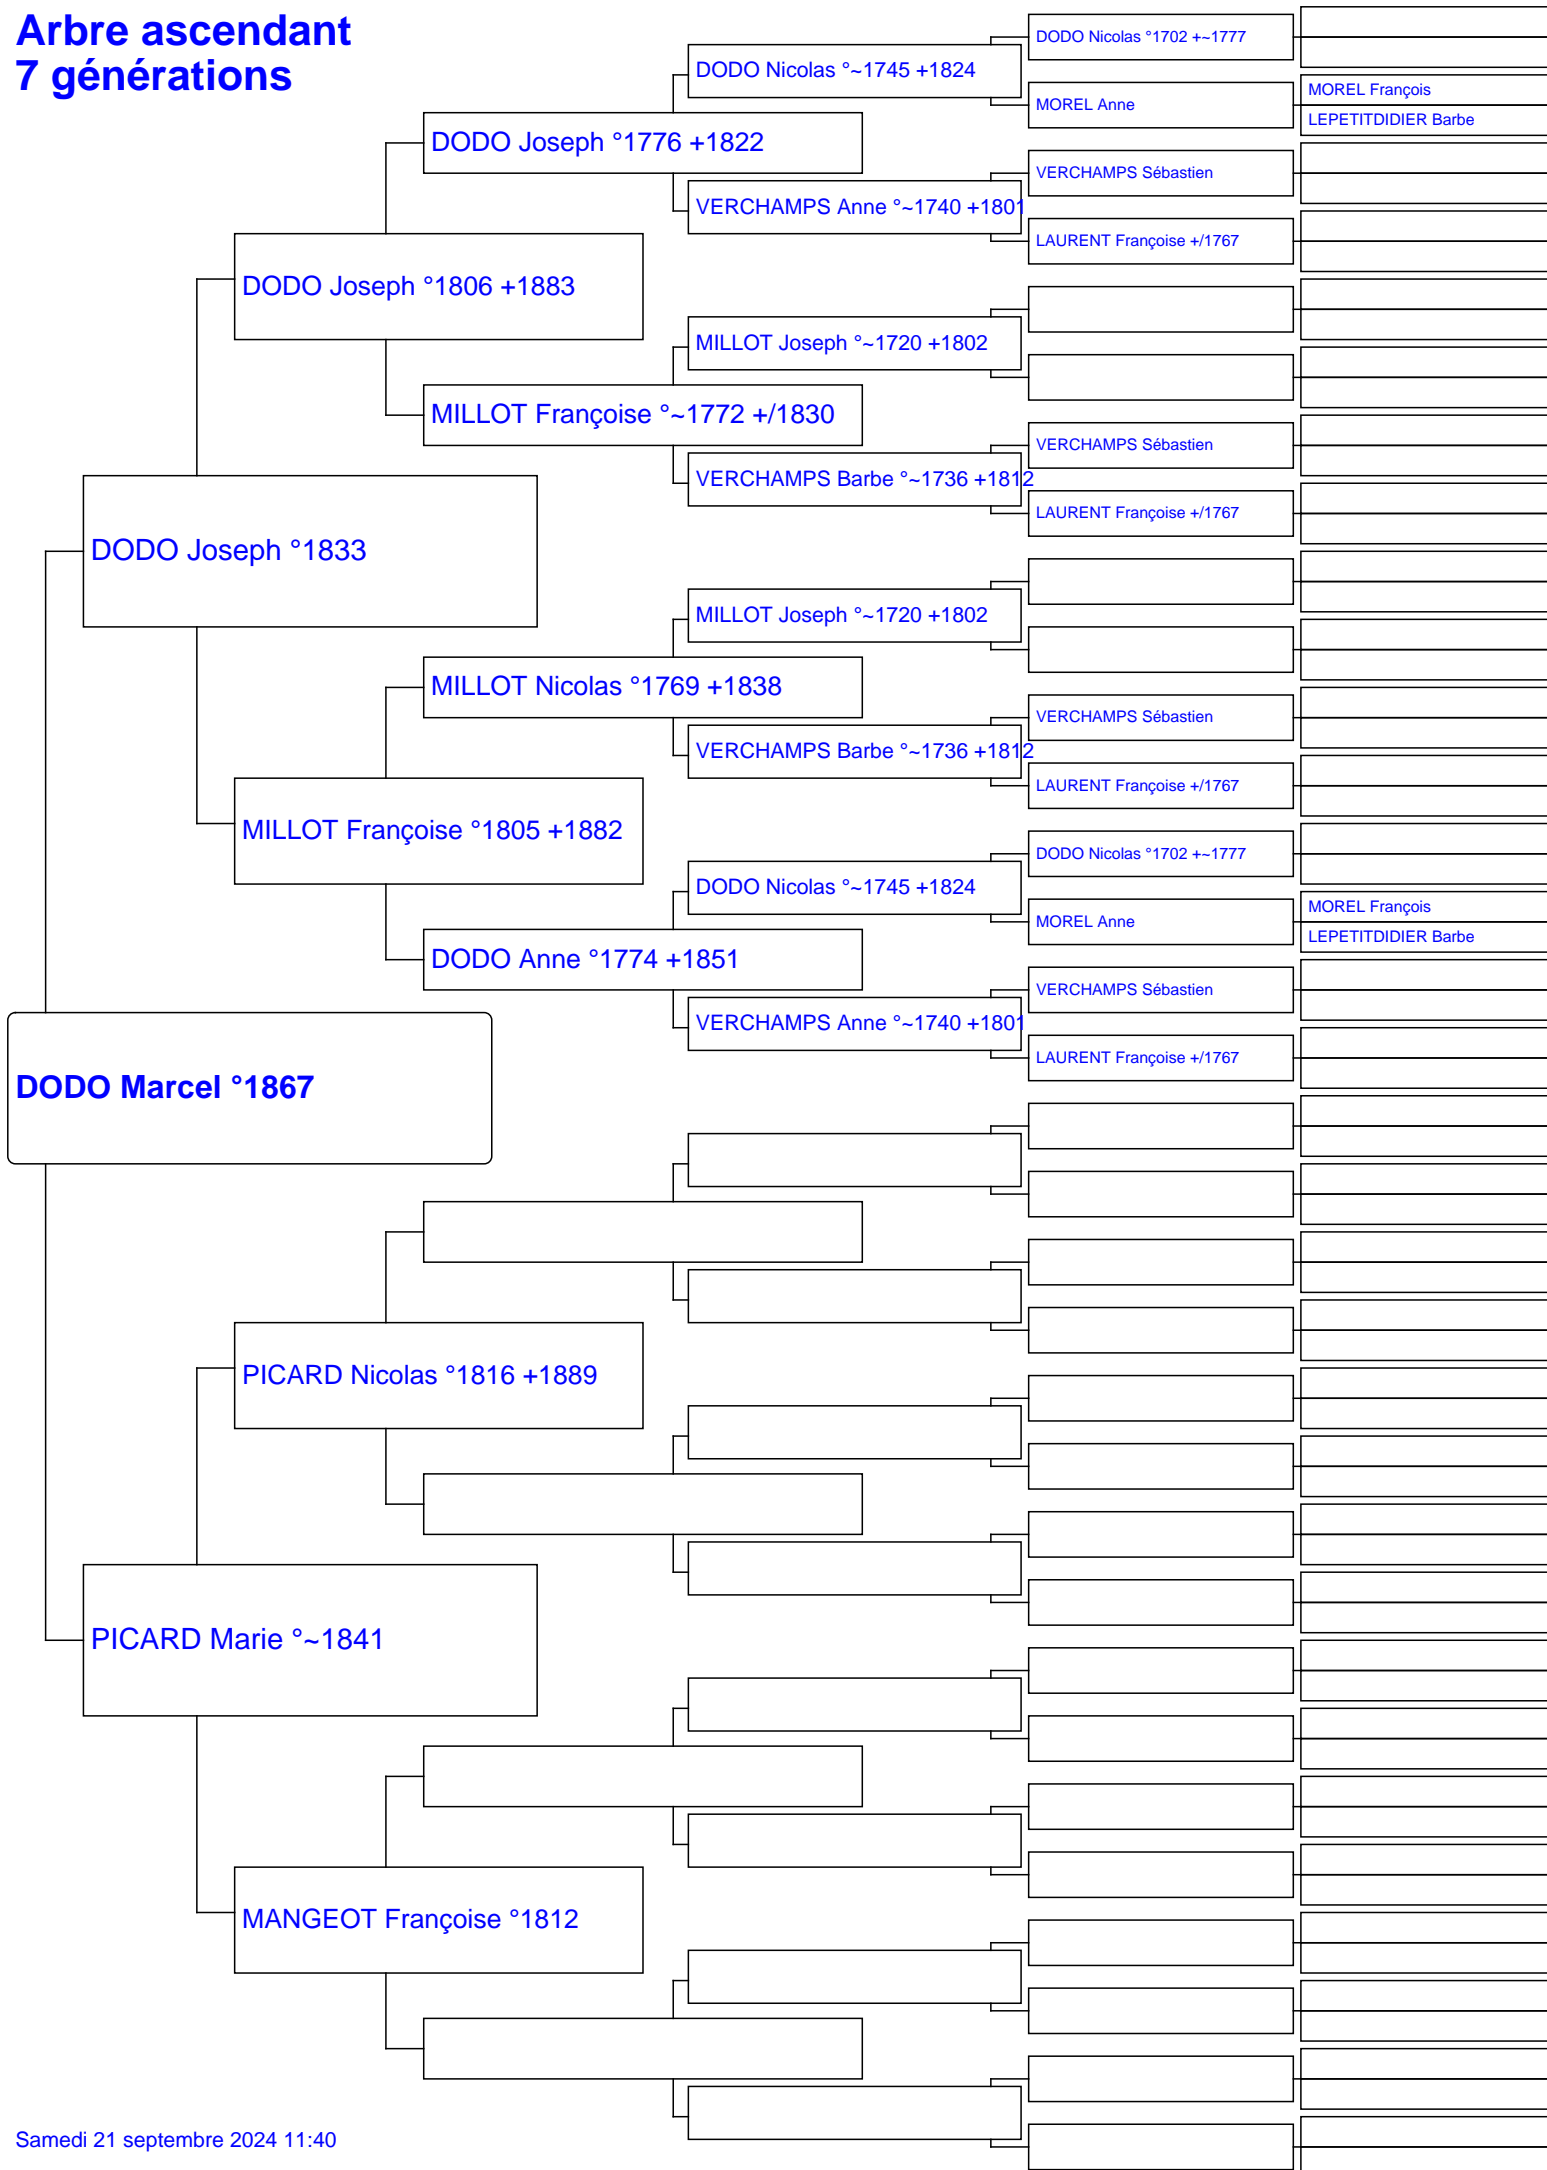 Arbre ascendant
7 générations
DODO Nicolas °1702 +~1777
DODO Nicolas °~1745 +1824
MOREL François
MOREL Anne
LEPETITDIDIER Barbe
DODO Joseph °1776 +1822
VERCHAMPS Sébastien
VERCHAMPS Anne °~1740 +1801
LAURENT Françoise +/1767
DODO Joseph °1806 +1883
MILLOT Joseph °~1720 +1802
MILLOT Françoise °~1772 +/1830
VERCHAMPS Sébastien
VERCHAMPS Barbe °~1736 +1812
LAURENT Françoise +/1767
DODO Joseph °1833
MILLOT Joseph °~1720 +1802
MILLOT Nicolas °1769 +1838
VERCHAMPS Sébastien
VERCHAMPS Barbe °~1736 +1812
LAURENT Françoise +/1767
MILLOT Françoise °1805 +1882
DODO Nicolas °1702 +~1777
DODO Nicolas °~1745 +1824
MOREL François
MOREL Anne
LEPETITDIDIER Barbe
DODO Anne °1774 +1851
VERCHAMPS Sébastien
VERCHAMPS Anne °~1740 +1801
LAURENT Françoise +/1767
DODO Marcel °1867
PICARD Nicolas °1816 +1889
PICARD Marie °~1841
MANGEOT Françoise °1812
Samedi 21 septembre 2024 11:40